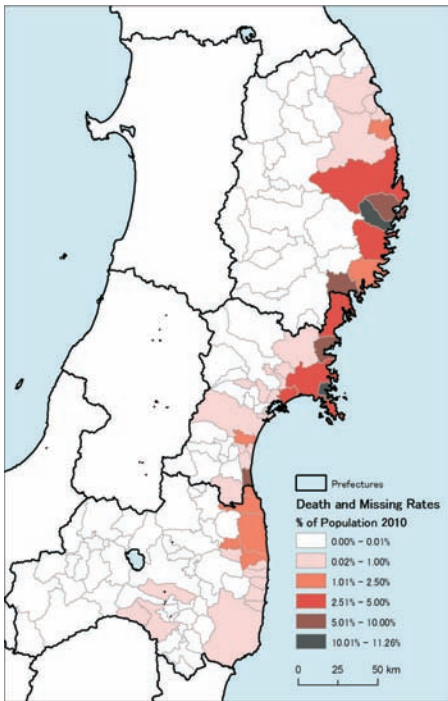 Prefectures
Death and Missing Rates
% of Population 2010
0.00% - 0.01%
0.02% - 1.00%
1.01% - 2.50%
2.51% - 5.00%
5.01% - 10.00%
10.01% - 11.26%
0 25 50 km